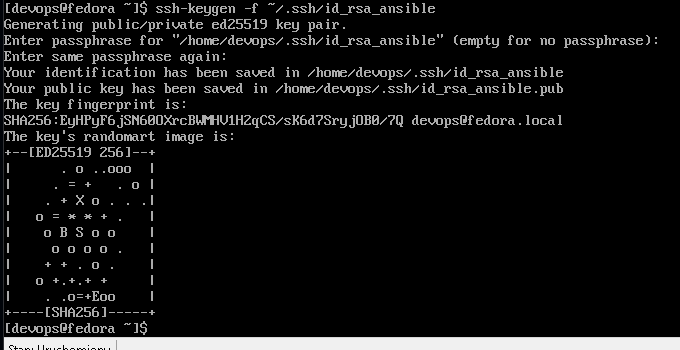 [devops@fedora ~]$ ssh-keygen -f ~/.ssh/id_rsa_ansible
Generating public/private ed25519 key pair.
Enter passphrase for "/home/devops/.ssh/id_rsa_ansible" (empty for no passphrase):
Enter same passphrase again:
Your identification has been saved in /home/devops/.ssh/id_rsa_ansible
Your public key has been saved in /home/devops/.ssh/id_rsa_ansible.pub
The key fingerprint is:
SHA256:EyHPyF6jSN60OXrcBWMHV1H2qCS/sK6d7SryjOB0/7Q devops@fedora.local
The key's randomart image is:
+--[ED25519 256]--+
|      . o ..ooo  |
|     . = +   . o |
|    . + X o . . .|
|   o = * * + .   |
|    o B S o o    |
|     o o o o .   |
|    + + . o .    |
|   o +.+.+ +     |
|    . .o=+Eoo    |
+----[SHA256]-----+
[devops@fedora ~]$
Stan: Uruchomiony